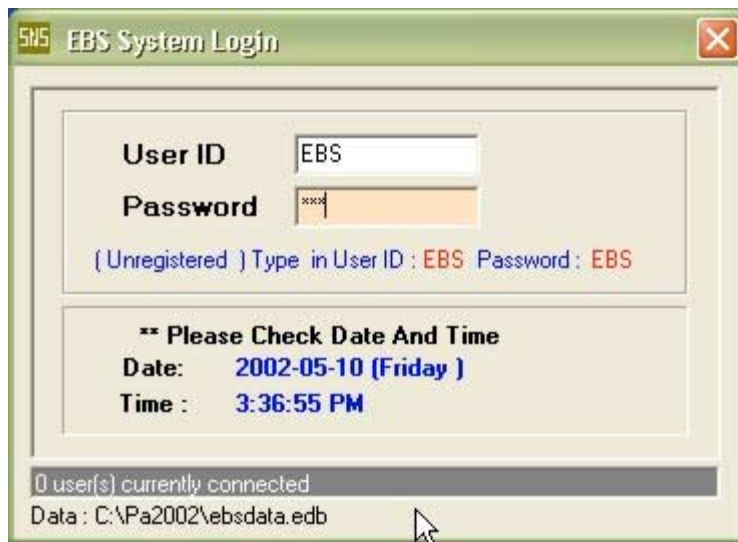 SNS EBS System Login
User ID EBS
Password ***
( Unregistered ) Type in User ID : EBS Password : EBS
** Please Check Date And Time
Date: 2002-05-10 (Friday )
Time : 3:36:55 PM
0 user(s) currently connected
Data : C:\Pa2002\ebsdata.edb